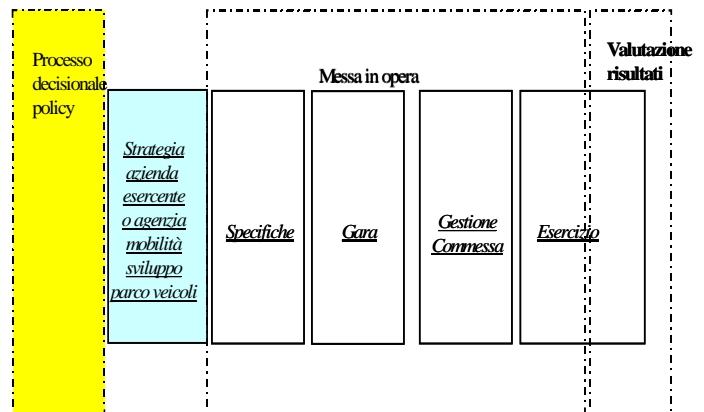 Processo
decisionale
policy
Messa in opera
Valutazione
risultati
Strategia
azienda
esercente
o agenzia
mobilità
sviluppo
parco veicoli
Specifiche
Gara
Gestione
Commessa
Esercizio